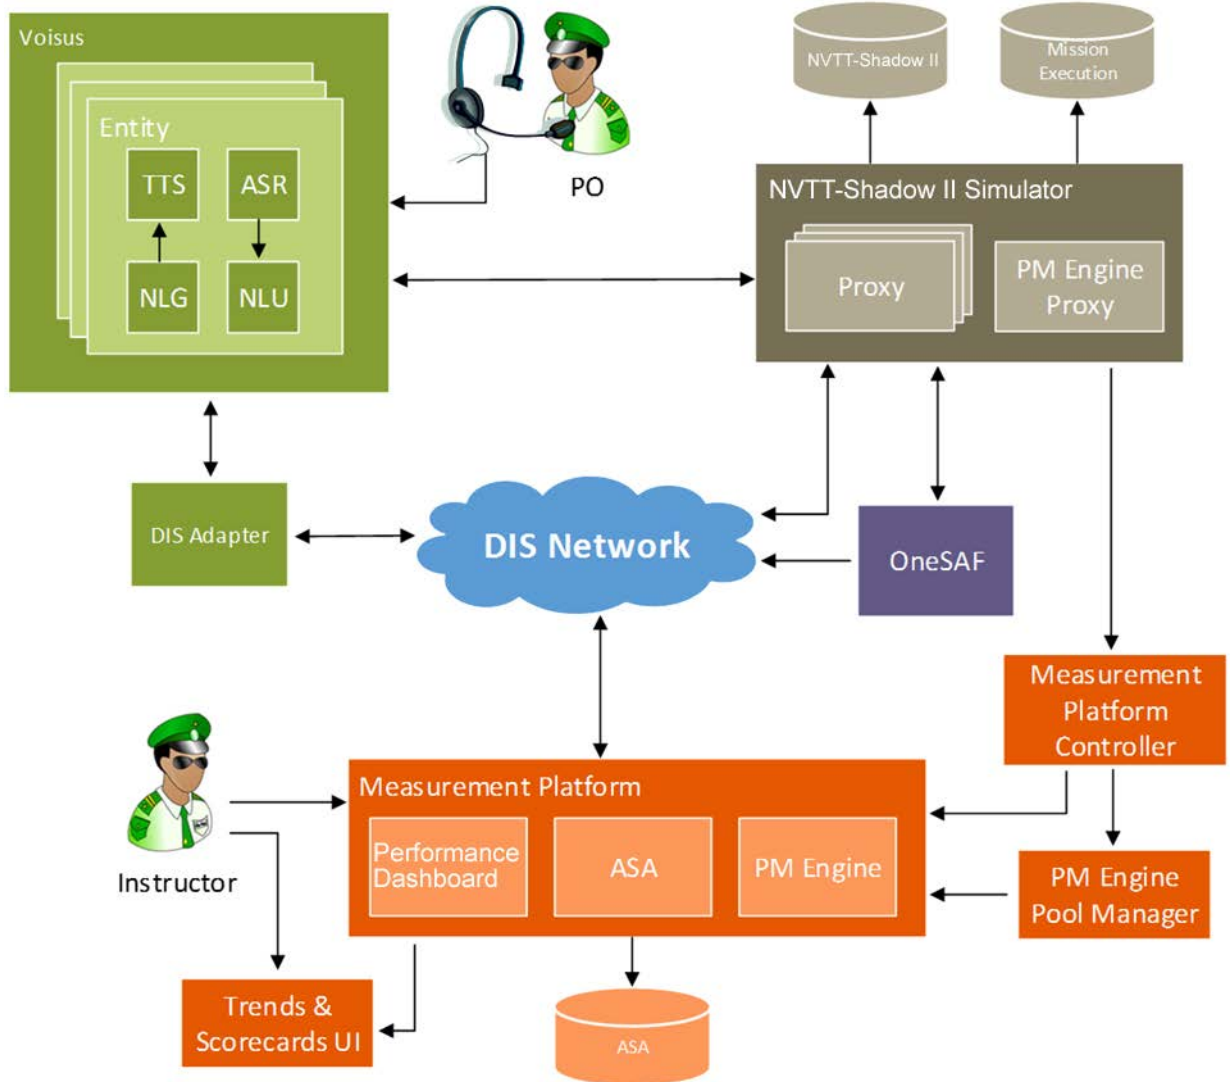 Voisus
Entity
TTS
ASR
NLG
NLU
PO
NVTT-Shadow II
Mission
Execution
NVTT-Shadow II Simulator
Proxy
PM Engine
Proxy
DIS Adapter
DIS Network
OneSAF
Measurement
Platform
Controller
Instructor
Measurement Platform
Performance
Dashboard
ASA
PM Engine
PM Engine
Pool Manager
Trends &
Scorecards UI
ASA